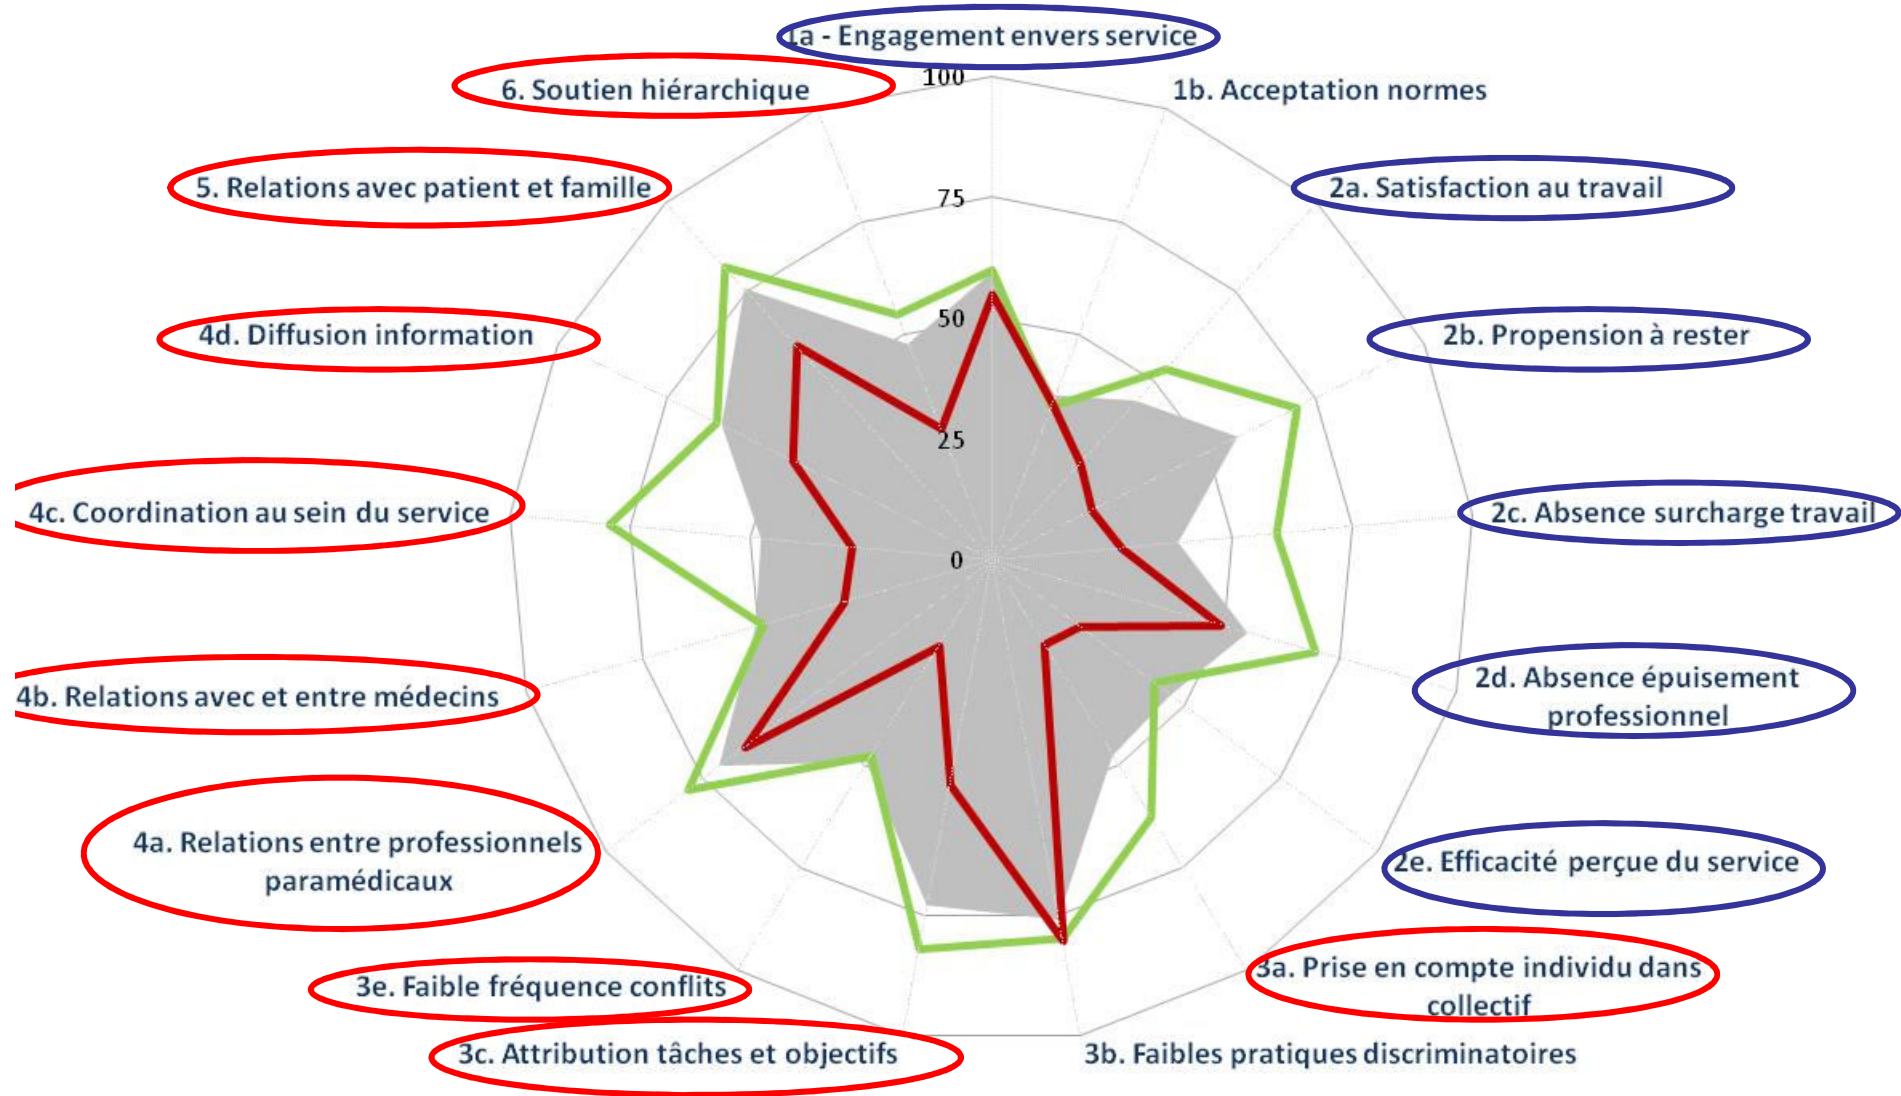 1a - Engagement envers service
6. Soutien hiérarchique
100
1b. Acceptation normes
5. Relations avec patient et famille
75
2a. Satisfaction au travail
4d. Diffusion information
50
2b. Propension à rester
25
4c. Coordination au sein du service
2c. Absence surcharge travail
0
4b. Relations avec et entre médecins
2d. Absence épuisement
professionnel
4a. Relations entre professionnels
paramédicaux
2e. Efficacité perçue du service
3e. Faible fréquence conflits
3a. Prise en compte individu dans
collectif
3c. Attribution tâches et objectifs
3b. Faibles pratiques discriminatoires